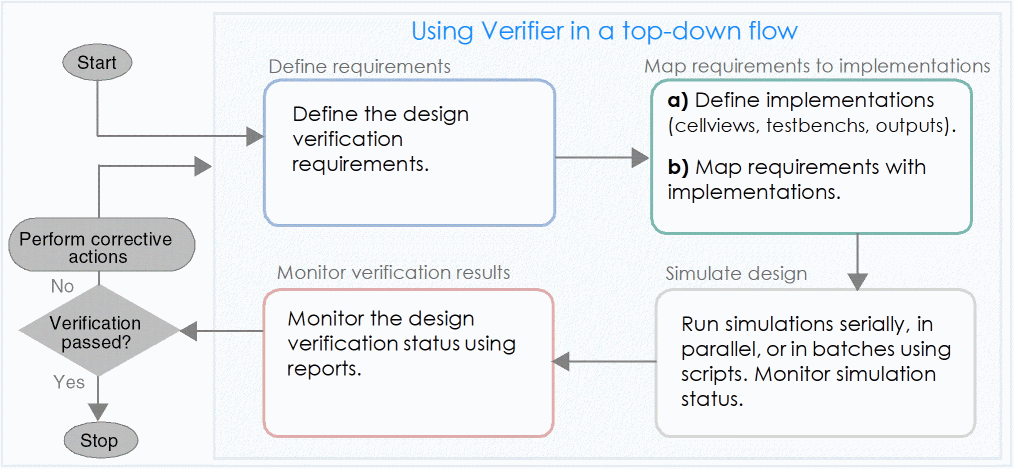 Using Verifier in a top-down flow
Start
Define requirements
Define the design
verification
requirements.
Map requirements to implementations
a) Define implementations
(cellviews, testbenchs, outputs).
b) Map requirements with
implementations.
Simulate design
Run simulations serially, in
parallel, or in batches using
scripts. Monitor simulation
status.
Monitor verification results
Monitor the design
verification status using
reports.
Verification
passed?
No
Perform corrective
actions
Yes
Stop